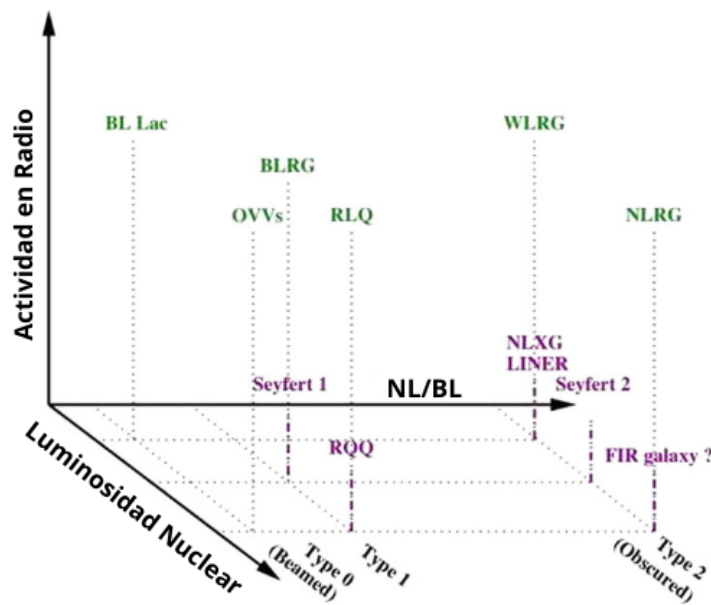 Actividad en Radio
BL Lac
WLRG
BLRG
OVVs
RLQ
NLRG
NLXG
LINER
Seyfert 1
NL/BL
Seyfert 2
RQQ
FIR galaxy ?
Luminosidad Nuclear
Type 0
(Beamed)
Type 1
Type 2
(Obscured)